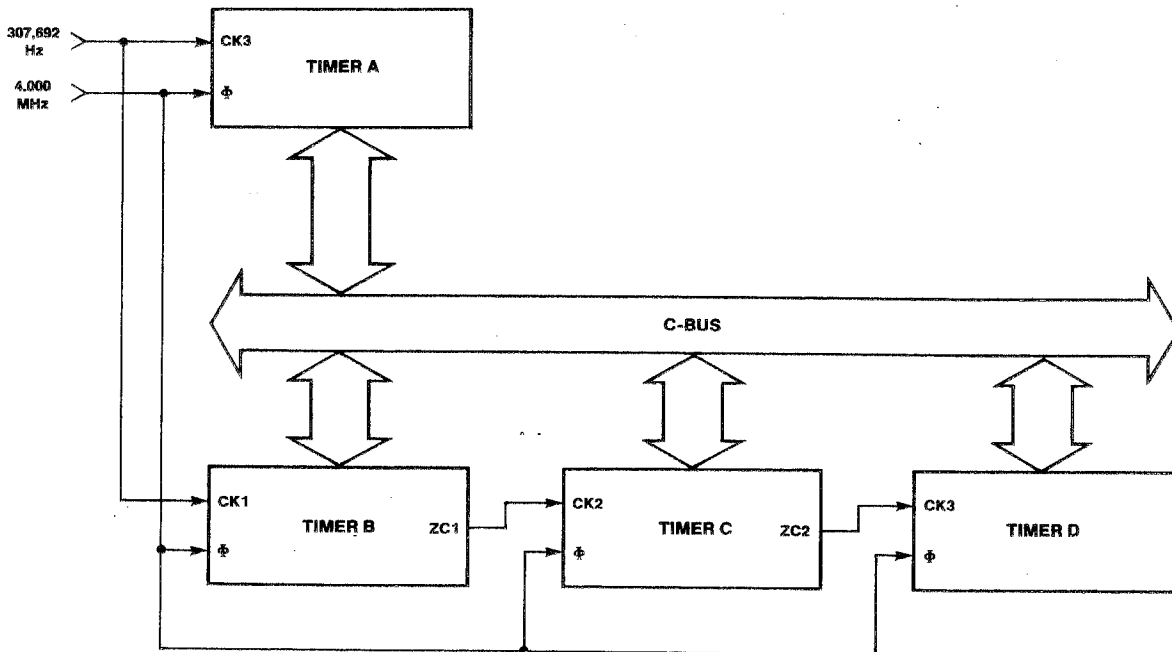 307,692
Hz
CK3
TIMER A
4.000
MHz
Φ
C-BUS
CK1
TIMER B
ZC1
Φ
CK2
TIMER C
ZC2
Φ
CK3
TIMER D
Φ